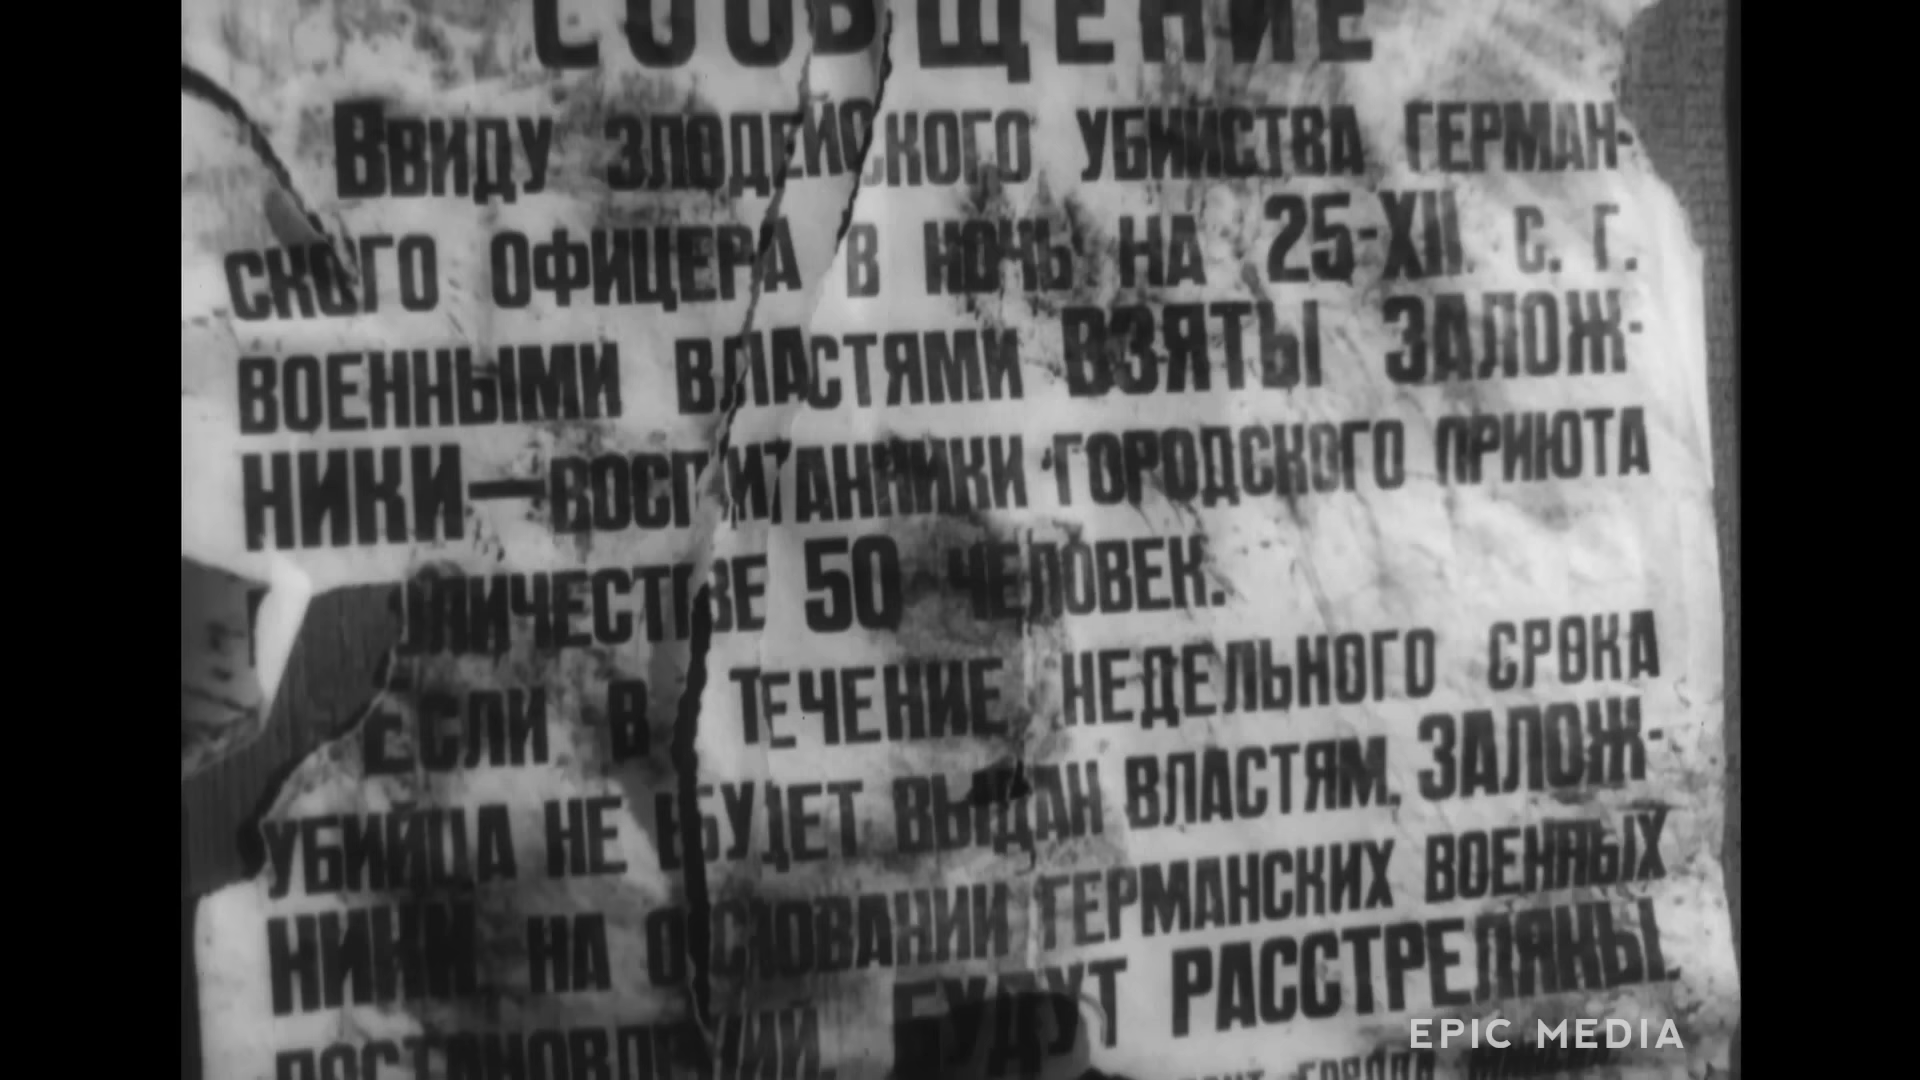 СООБЩЕНИЕ
Ввиду злодейского убийства герман-
ского офицера в ночь на 25-XII с. г.
военными властями взяты залож-
ники—воспитанники городского приюта
количестве 50 человек.
Если в течение недельного срока
убийца не будет выдан властям, залож-
ники на основании германских военных
постановлений, будут расстреляны.
города
EPIC MEDIA